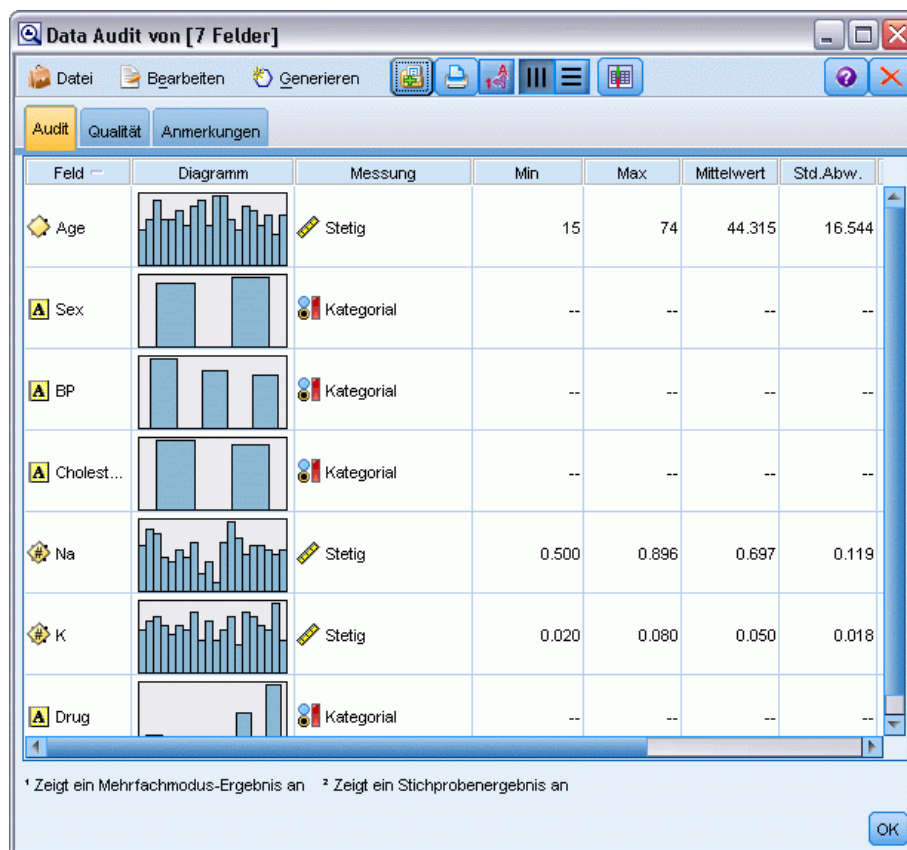 Data Audit von [7 Felder]
Datei Bearbeiten Generieren
Audit Qualität Anmerkungen
Feld Diagramm Messung Min Max Mittelwert Std.Abw.
Age Stetig 15 74 44.315 16.544
A Sex Kategorial -- -- -- --
A BP Kategorial -- -- -- --
A Cholest... Kategorial -- -- -- --
# Na Stetig 0.500 0.896 0.697 0.119
# K Stetig 0.020 0.080 0.050 0.018
A Drug Kategorial -- -- -- --
¹ Zeigt ein Mehrfachmodus-Ergebnis an ² Zeigt ein Stichprobenergebnis an
OK